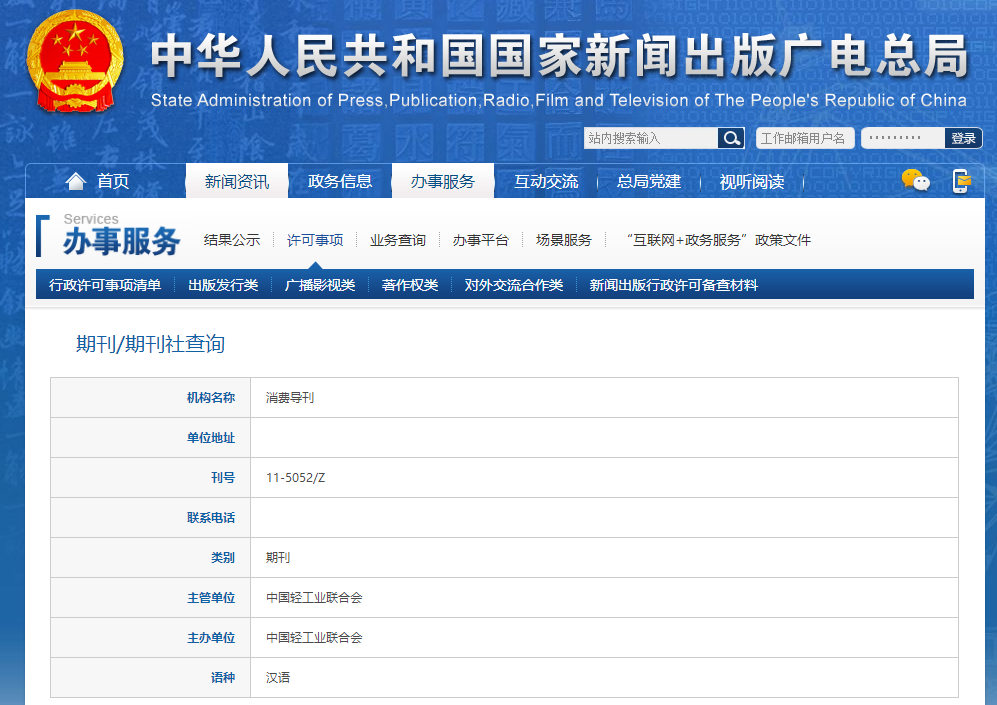 中华人民共和国国家新闻出版广电总局
State Administration of Press,Publication,Radio,Film and Television of The People's Republic of China
站内搜索输入 工作邮箱用户名 ········· 登录
首页 新闻资讯 政务信息 办事服务 互动交流 总局党建 视听阅读
Services
办事服务 结果公示 许可事项 业务查询 办事平台 场景服务 “互联网+政务服务”政策文件
行政许可事项清单 出版发行类 广播影视类 著作权类 对外交流合作类 新闻出版行政许可备查材料
期刊/期刊社查询
机构名称 消费导刊
单位地址
刊号 11-5052/Z
联系电话
类别 期刊
主管单位 中国轻工业联合会
主办单位 中国轻工业联合会
语种 汉语